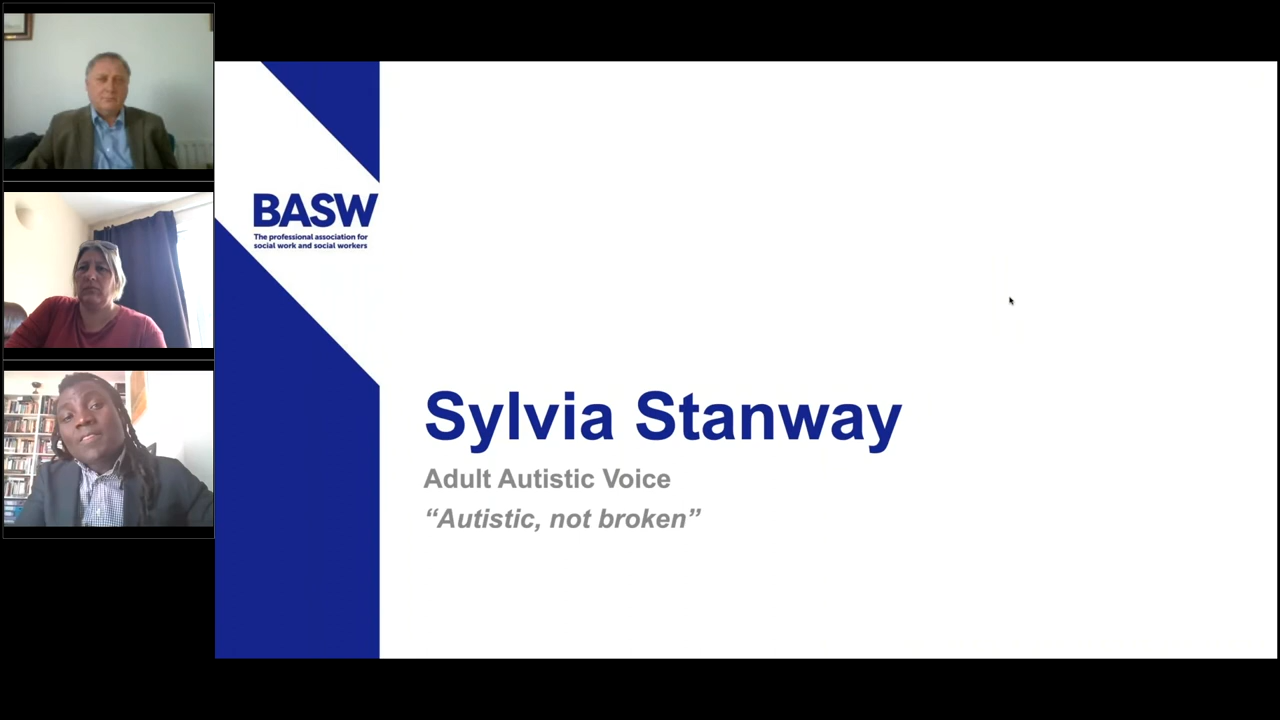 BASW
The professional association for
social work and social workers
Sylvia Stanway
Adult Autistic Voice
“Autistic, not broken”